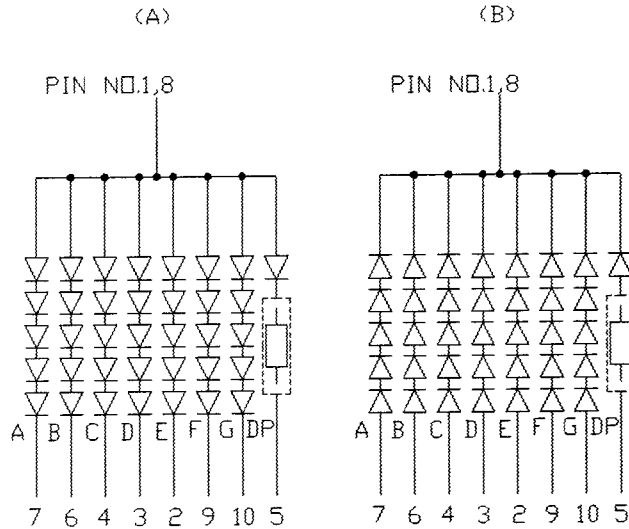 (A) (B)
PIN NO.1,8 PIN NO.1,8
A B C D E F G DP A B C D E F G DP
7 6 4 3 2 9 10 5 7 6 4 3 2 9 10 5